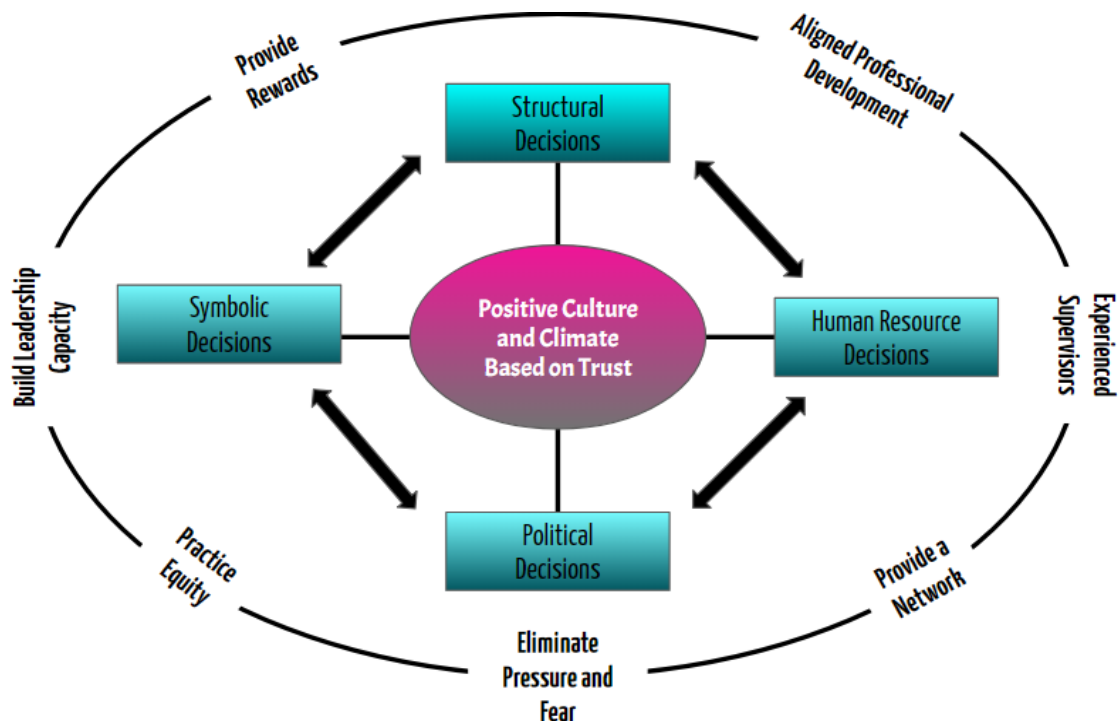 Provide
Rewards
Aligned Professional
Development
Structural
Decisions
Build Leadership
Capacity
Symbolic
Decisions
Positive Culture
and Climate
Based on Trust
Human Resource
Decisions
Experienced
Supervisors
Political
Decisions
Practice
Equity
Provide a
Network
Eliminate
Pressure and
Fear